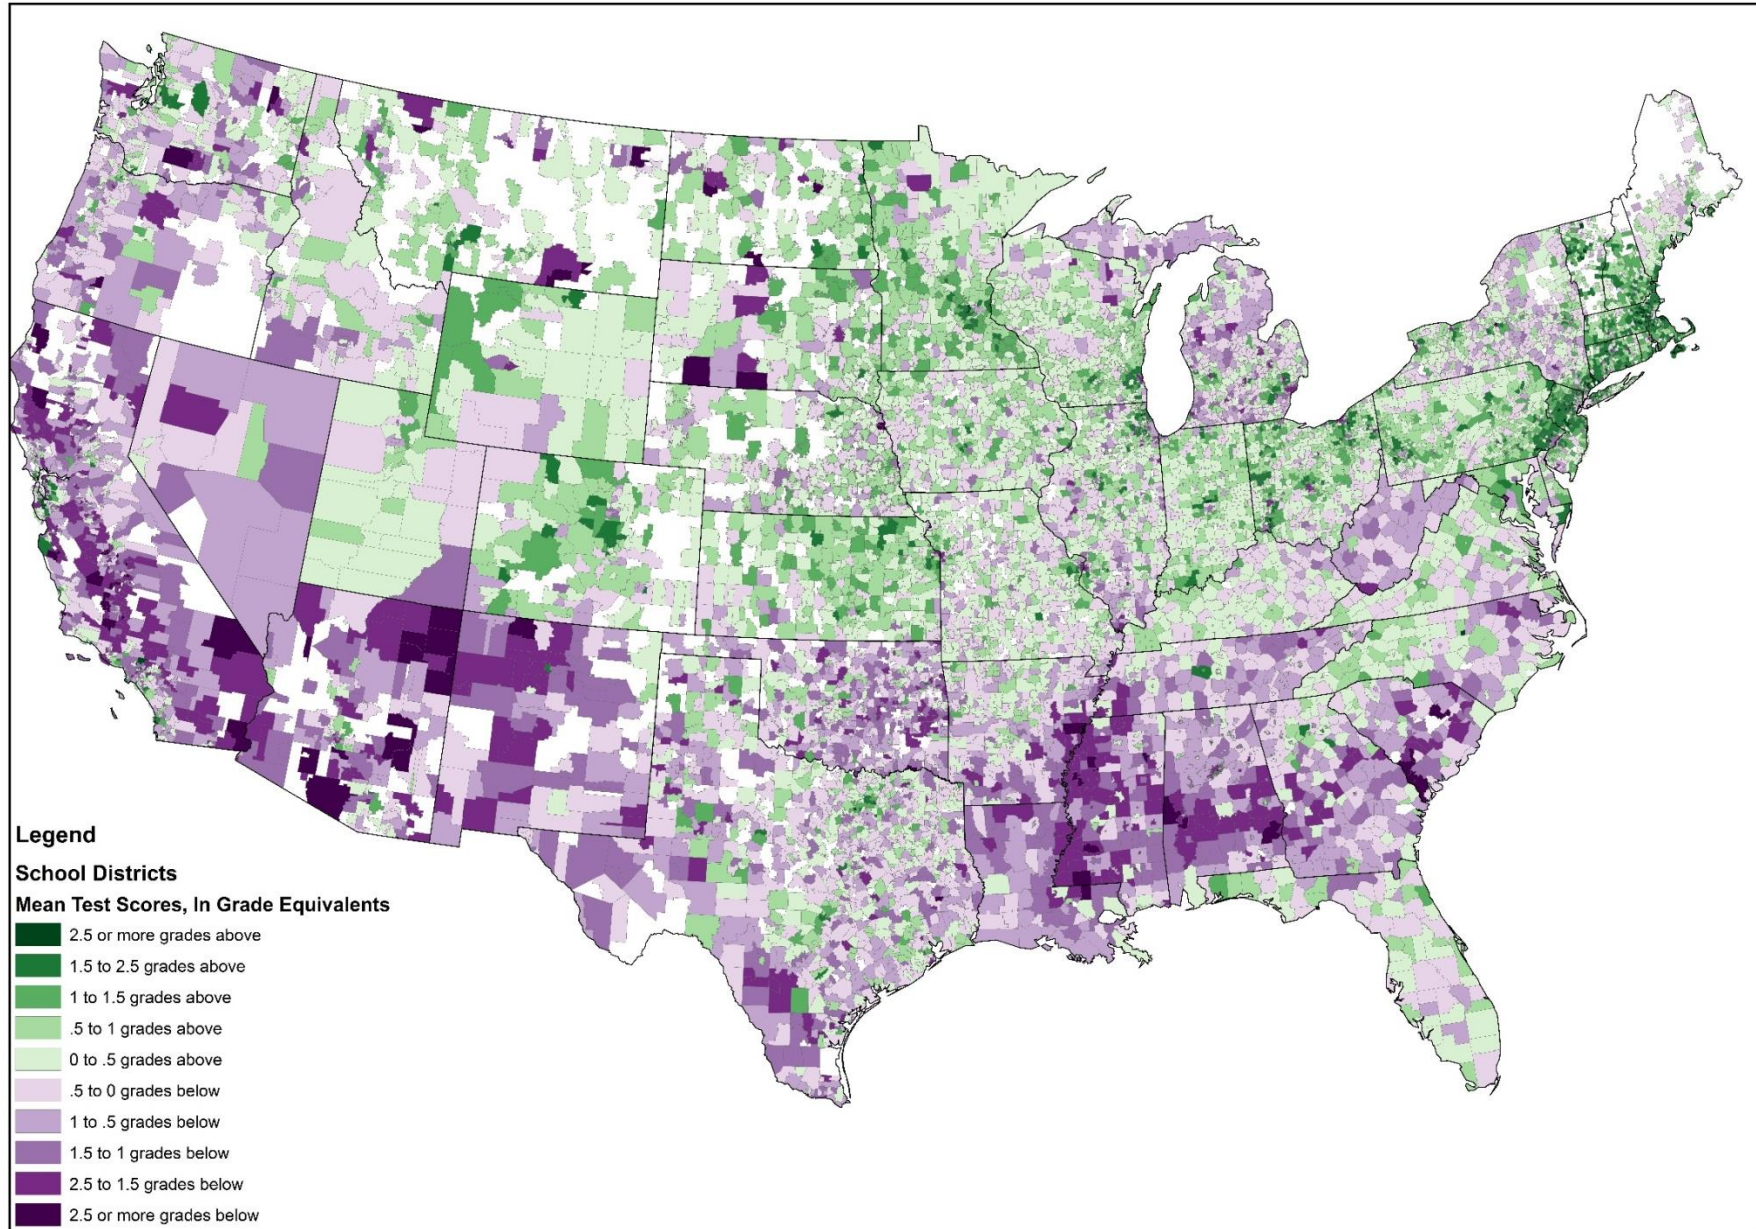 Legend
School Districts
Mean Test Scores, In Grade Equivalents
2.5 or more grades above
1.5 to 2.5 grades above
1 to 1.5 grades above
.5 to 1 grades above
0 to .5 grades above
.5 to 0 grades below
1 to .5 grades below
1.5 to 1 grades below
2.5 to 1.5 grades below
2.5 or more grades below